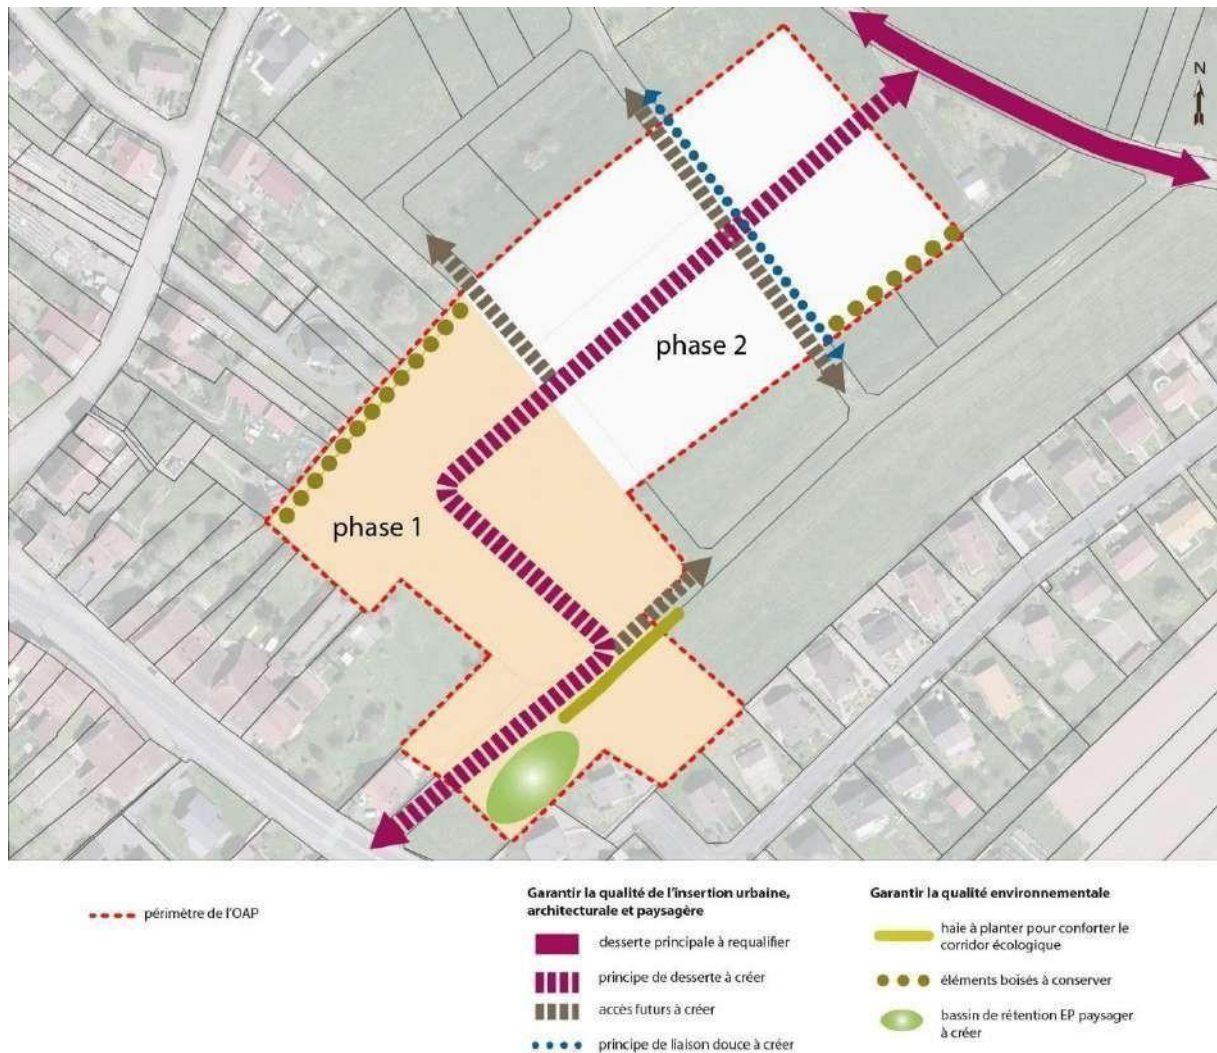 N
phase 2
phase 1
périmètre de l'OAP
Garantir la qualité de l'insertion urbaine,
architecturale et paysagère
desserte principale à requalifier
principe de desserte à créer
accès futurs à créer
principe de liaison douce à créer
Garantir la qualité environnementale
haie à planter pour conforter le
corridor écologique
éléments boisés à conserver
bassin de rétention EP paysager
à créer